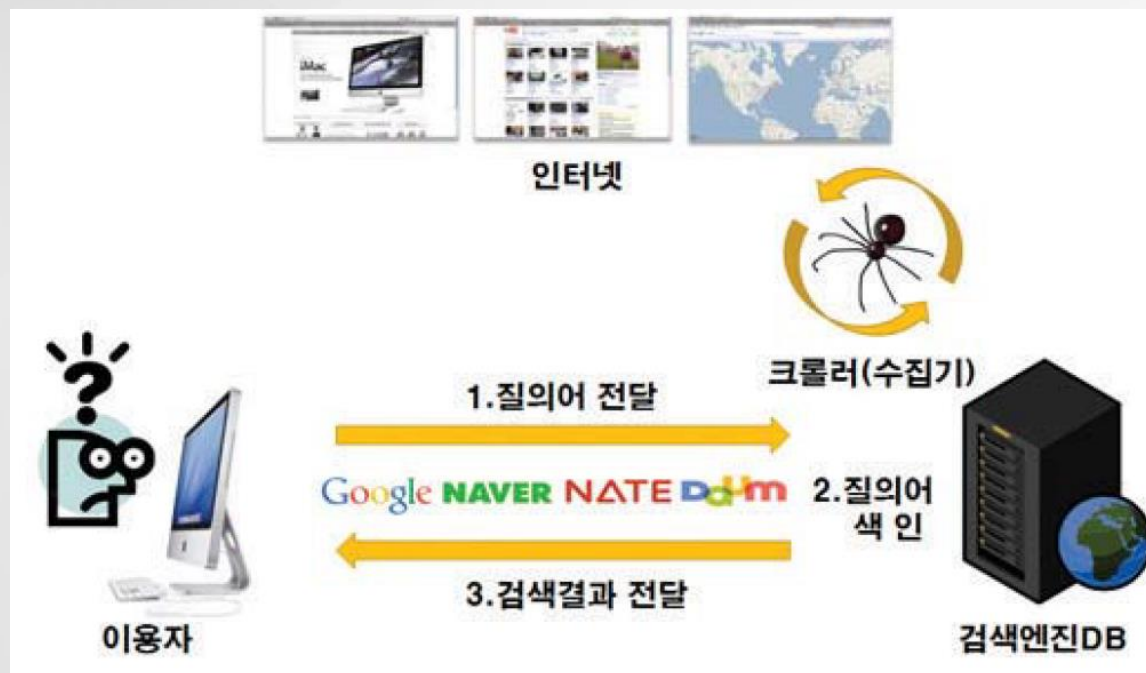 iMac
인터넷
크롤러(수집기)
1.질의어 전달
Google NAVER NATE Daum
2.질의어
색 인
3.검색결과 전달
이용자
검색엔진DB